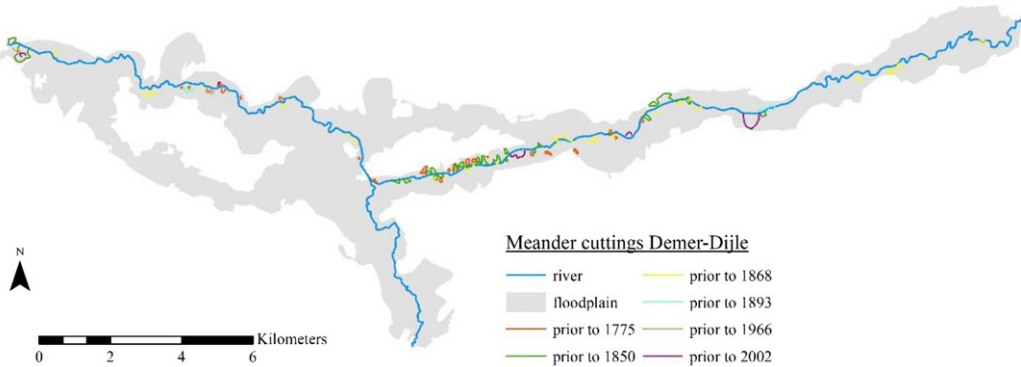 Meander cuttings Demer-Dijle
river
prior to 1868
floodplain
prior to 1893
prior to 1775
prior to 1966
prior to 1850
prior to 2002
N
Kilometers
0 2 4 6